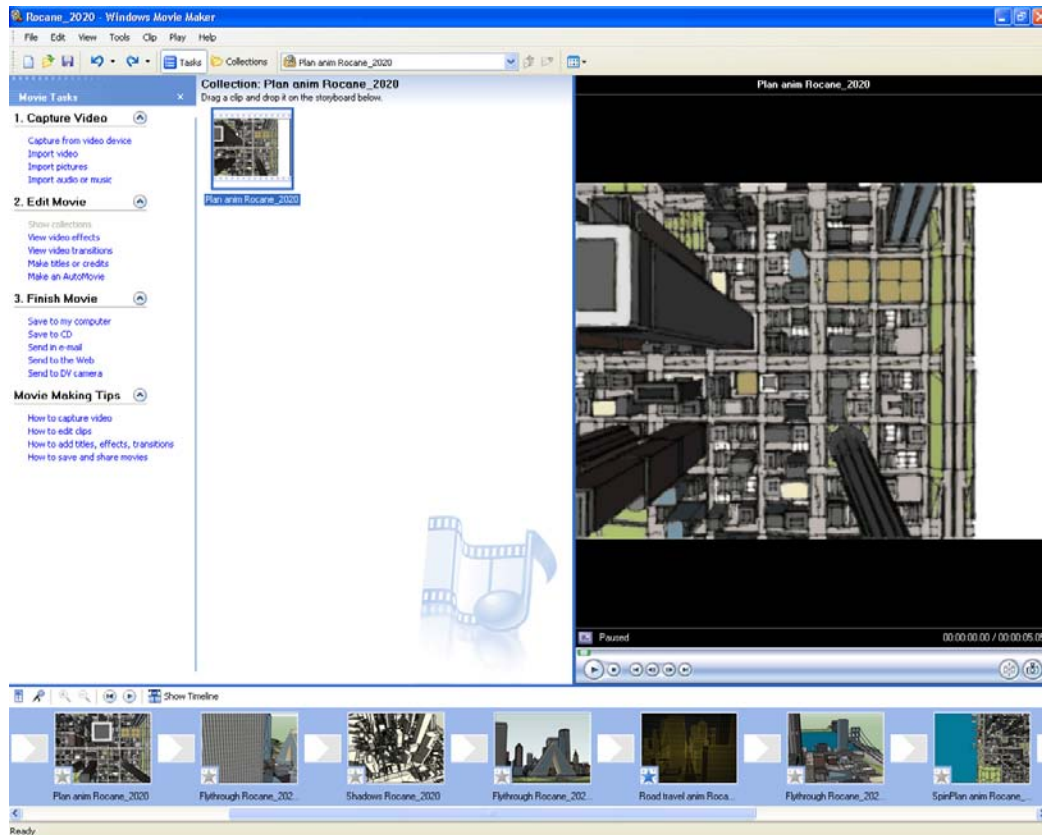 Rocane_2020 - Windows Movie Maker
File Edit View Tools Clip Play Help
Tasks Collections Plan anim Rocane_2020
Movie Tasks
1. Capture Video
Capture from video device
Import video
Import pictures
Import audio or music
2. Edit Movie
Show collections
View video effects
View video transitions
Make titles or credits
Make an AutoMovie
3. Finish Movie
Save to my computer
Save to CD
Send in e-mail
Send to the Web
Send to DV camera
Movie Making Tips
How to capture video
How to edit clips
How to add titles, effects, transitions
How to save and share movies
Collection: Plan anim Rocane_2020
Drag a clip and drop it on the storyboard below.
Plan anim Rocane_2020
Plan anim Rocane_2020
Paused 00:00:00.00 / 00:00:05.05
Show Timeline
Plan anim Rocane_2020 Flythrough Rocane_202... Shadows Rocane_2020 Flythrough Rocane_202... Road travel anim Roca... Flythrough Rocane_202... SpinPlan anim Rocane_...
Ready